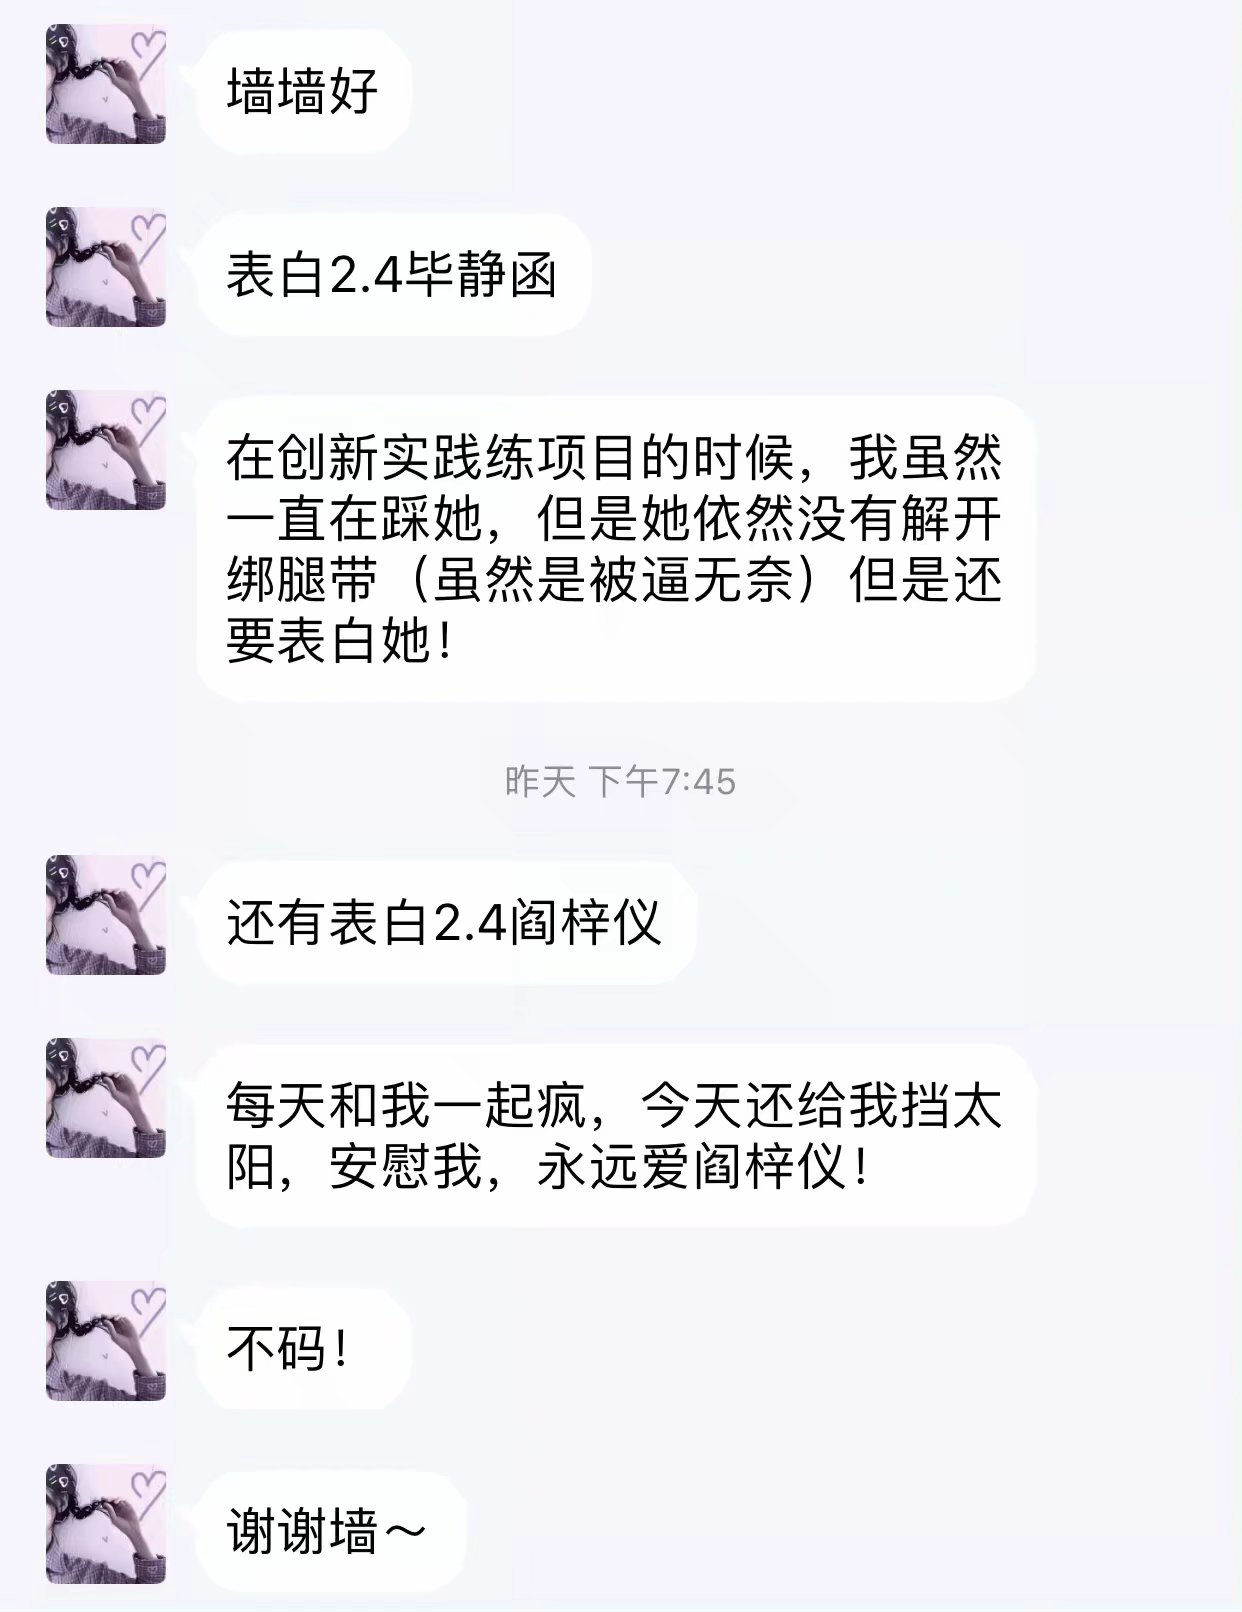 墙墙好
表白2.4毕静函
在创新实践练项目的时候，我虽然
一直在踩她，但是她依然没有解开
绑腿带（虽然是被逼无奈）但是还
要表白她！
昨天 下午7:45
还有表白2.4阎梓仪
每天和我一起疯，今天还给我挡太
阳，安慰我，永远爱阎梓仪！
不码！
谢谢墙～